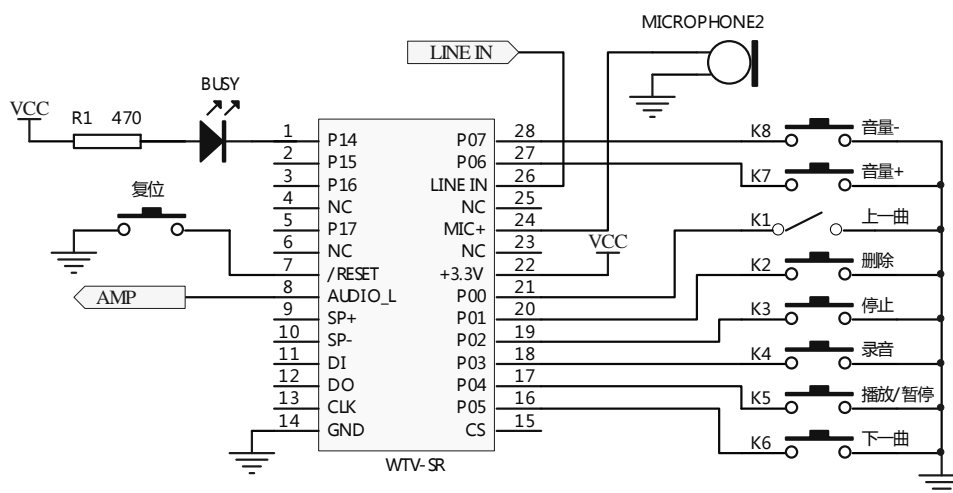 MICROPHONE2
LINE IN
BUSY
VCC
R1 470
1 P14 P07 28 K8 音量-
2 P15 P06 27 K7 音量+
3 P16 LINE IN 26
4 NC NC 25
复位
5 P17 MIC+ 24 K1 上一曲
6 NC NC 23 VCC
7 /RESET +3.3V 22 K2 删除
AMP 8 AUDIO_L P00 21
9 SP+ P01 20 K3 停止
10 SP- P02 19
11 DI P03 18 K4 录音
12 DO P04 17 K5 播放/暂停
13 CLK P05 16
14 GND CS 15 K6 下一曲
WTV-SR